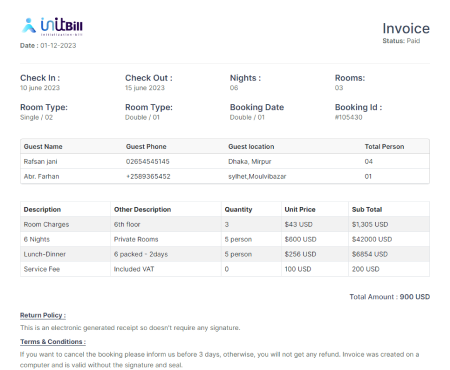 initBill
Invoice
Date : 01-12-2023
Status: Paid
Check In :
Check Out :
Nights :
Rooms:
10 june 2023
15 june 2023
06
03
Room Type:
Room Type:
Booking Date
Booking Id :
Single / 02
Double / 01
Double / 01
#105430
Guest Name Guest Phone Guest location Total Person
Rafsan jani 02654545145 Dhaka, Mirpur 04
Abr. Farhan +2589365452 sylhet,Moulvibazar 01
Description Other Description Quantity Unit Price Sub Total
Room Charges 6th floor 3 $43 USD $1,305 USD
6 Nights Private Rooms 5 person $600 USD $42000 USD
Lunch-Dinner 6 packed - 2days 5 person $256 USD $6854 USD
Service Fee Included VAT 0 100 USD 200 USD
Total Amount : 900 USD
Return Policy :
This is an electronic generated receipt so doesn't require any signature.
Terms & Conditions :
If you want to cancel the booking please inform us before 3 days, otherwise, you will not get any refund. Invoice was created on a
computer and is valid without the signature and seal.